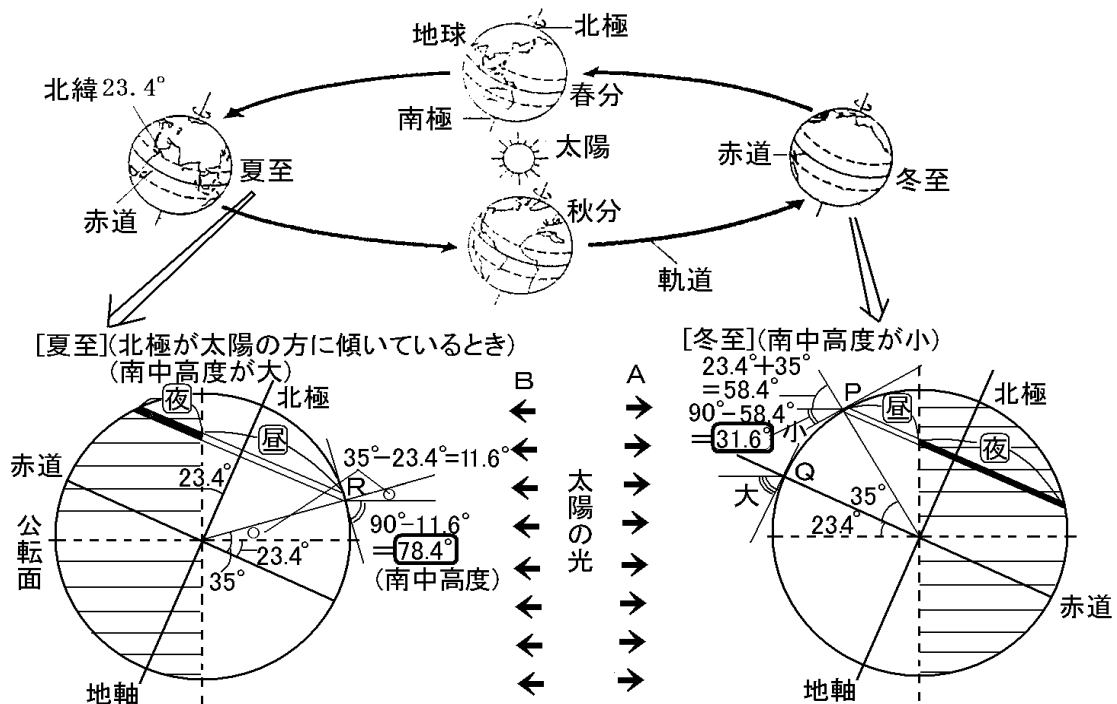 地球
北極
北緯23.4°
春分
南極
太陽
赤道
夏至
赤道
冬至
秋分
軌道
[夏至](北極が太陽の方に傾いているとき)
(南中高度が大)
夜
北極
昼
赤道
23.4°
35°-23.4°=11.6°
R
公転面
90°-11.6°
=78.4°
(南中高度)
-23.4°
35°
地軸
B
A
太陽の光
[冬至](南中高度が小)
23.4°+35°
=58.4°
P
北極
90°-58.4°
=31.6°
小
昼
夜
大
Q
35°
23.4°
赤道
地軸